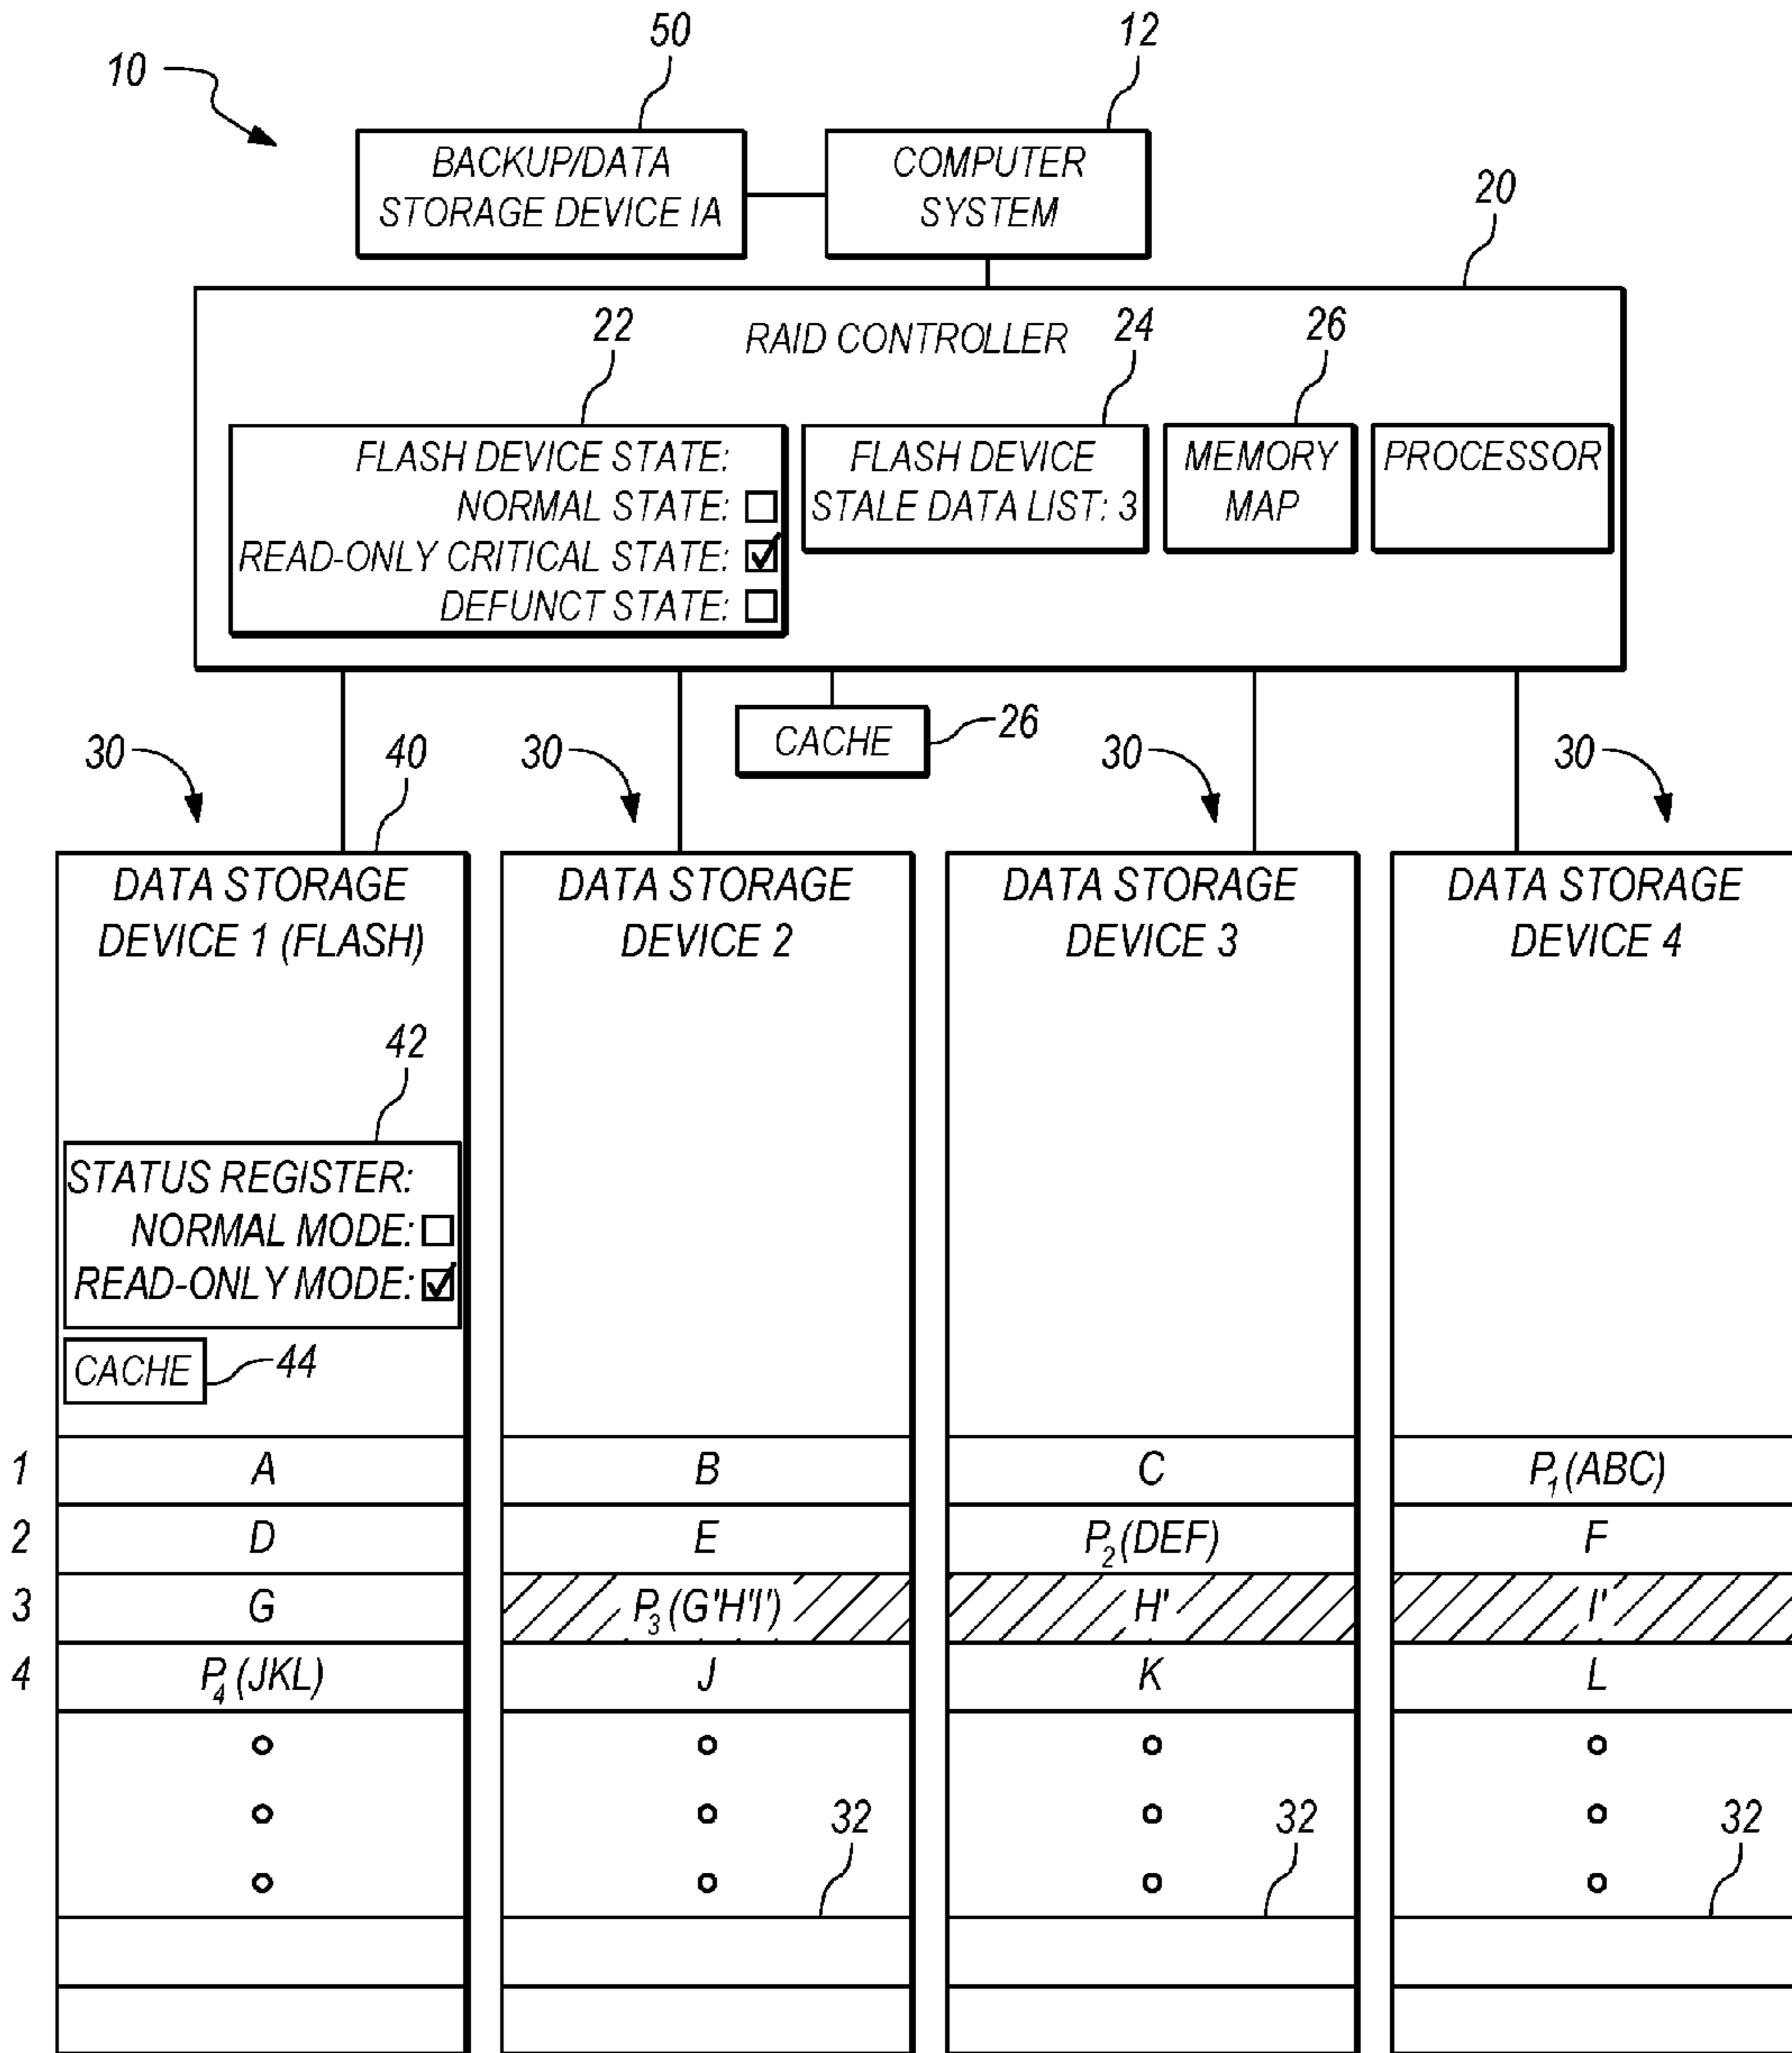 50
12
10
BACKUP/DATA
STORAGE DEVICE IA
COMPUTER
SYSTEM
20
RAID CONTROLLER
22
24
26
FLASH DEVICE STATE:
NORMAL STATE:
READ-ONLY CRITICAL STATE:
DEFUNCT STATE:
FLASH DEVICE
STALE DATA LIST: 3
MEMORY
MAP
PROCESSOR
CACHE
26
30
40
30
30
30
DATA STORAGE
DEVICE 1 (FLASH)
DATA STORAGE
DEVICE 2
DATA STORAGE
DEVICE 3
DATA STORAGE
DEVICE 4
42
STATUS REGISTER:
NORMAL MODE:
READ-ONLY MODE:
CACHE
44
1 A B C P1(ABC)
2 D E P2(DEF) F
3 G P3(G'H'I') H' I'
4 P4(JKL) J K L
32
32
32